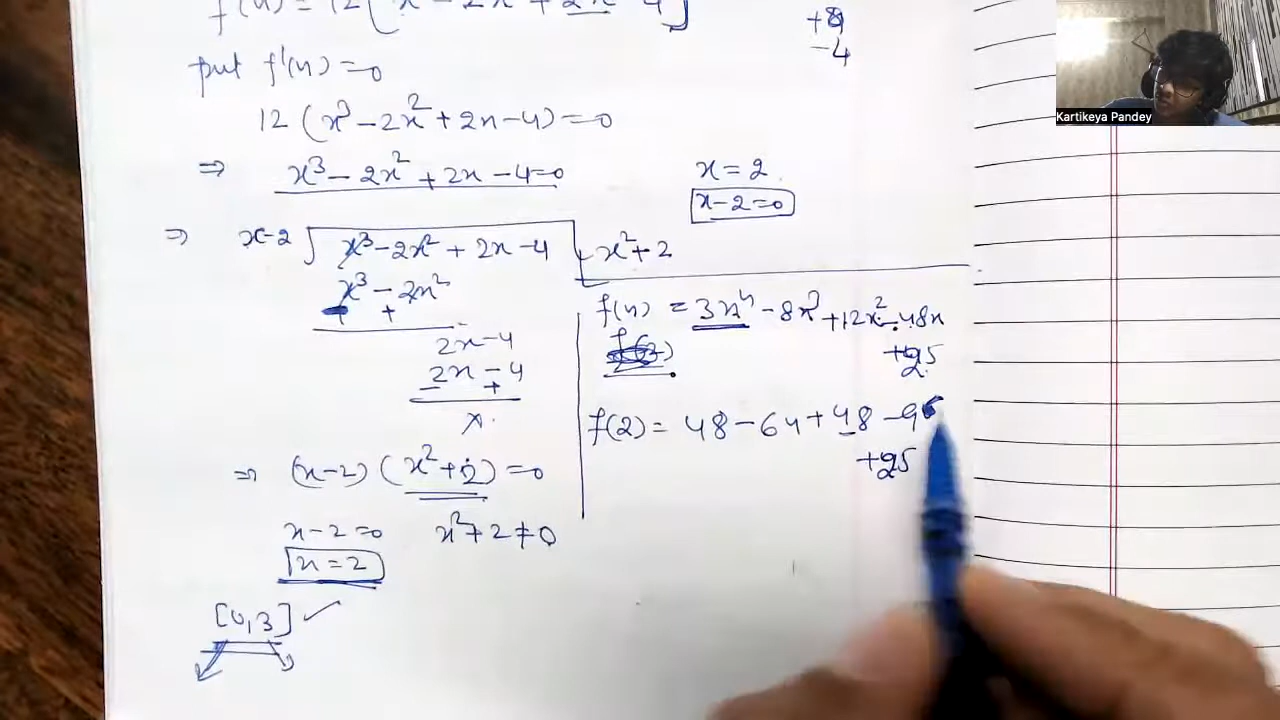 +8
-4
put f'(x) = 0
12 (x³ - 2x² + 2x - 4) = 0
⇒ x³ - 2x² + 2x - 4 = 0
x = 2
x - 2 = 0
⇒ x-2 ) x³ - 2x² + 2x - 4 ( x² + 2
x³ - 2x²
- +
2x - 4
2x - 4
- +
x
⇒ (x-2) (x² + 2) = 0
x - 2 = 0 x² + 2 ≠ 0
x = 2
[0, 3] ✓
f(x) = 3x⁴ - 8x³ + 12x² - 48x
+25
f(2) = 48 - 64 + 48 - 96
+25
Kartikeya Pandey